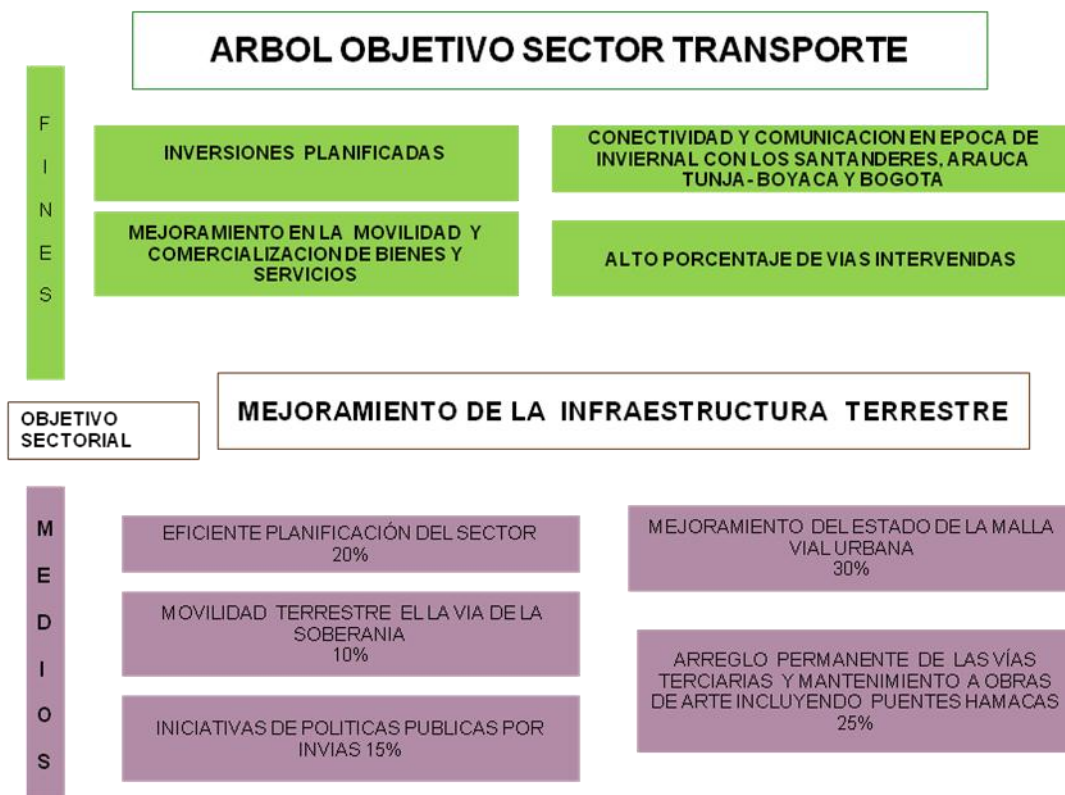 ARBOL OBJETIVO SECTOR TRANSPORTE
F
I
N
E
S
INVERSIONES PLANIFICADAS
CONECTIVIDAD Y COMUNICACION EN EPOCA DE
INVIERNAL CON LOS SANTANDERES, ARAUCA
TUNJA- BOYACA Y BOGOTA
MEJORAMIENTO EN LA MOVILIDAD Y
COMERCIALIZACION DE BIENES Y
SERVICIOS
ALTO PORCENTAJE DE VIAS INTERVENIDAS
OBJETIVO
SECTORIAL
MEJORAMIENTO DE LA INFRAESTRUCTURA TERRESTRE
M
E
D
I
O
S
EFICIENTE PLANIFICACIÓN DEL SECTOR
20%
MEJORAMIENTO DEL ESTADO DE LA MALLA
VIAL URBANA
30%
MOVILIDAD TERRESTRE EL LA VIA DE LA
SOBERANIA
10%
ARREGLO PERMANENTE DE LAS VÍAS
TERCIARIAS Y MANTENIMIENTO A OBRAS
DE ARTE INCLUYENDO PUENTES HAMACAS
25%
INICIATIVAS DE POLITICAS PUBLICAS POR
INVIAS 15%